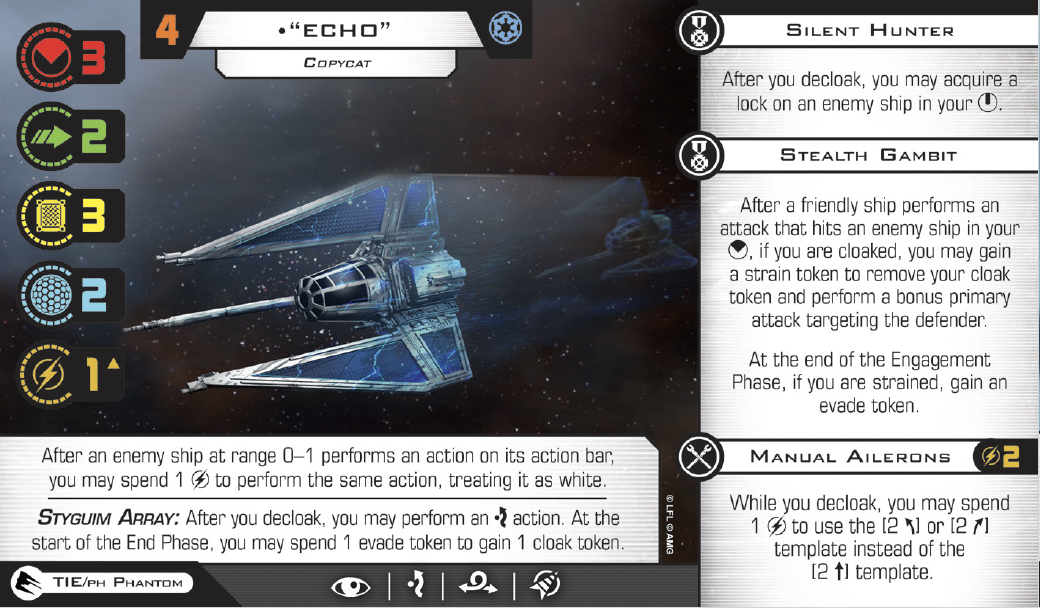 4
•“ECHO”
COPYCAT
3
2
3
2
1
After an enemy ship at range 0–1 performs an action on its action bar,
you may spend 1 to perform the same action, treating it as white.
STYGUIM ARRAY: After you decloak, you may perform an action. At the
start of the End Phase, you may spend 1 evade token to gain 1 cloak token.
TIE/PH PHANTOM
© LFL © AMG
SILENT HUNTER
After you decloak, you may acquire a
lock on an enemy ship in your .
STEALTH GAMBIT
After a friendly ship performs an
attack that hits an enemy ship in your
, if you are cloaked, you may gain
a strain token to remove your cloak
token and perform a bonus primary
attack targeting the defender.
At the end of the Engagement
Phase, if you are strained, gain an
evade token.
MANUAL AILERONS
2
While you decloak, you may spend
1 to use the [2 ] or [2 ]
template instead of the
[2 ] template.